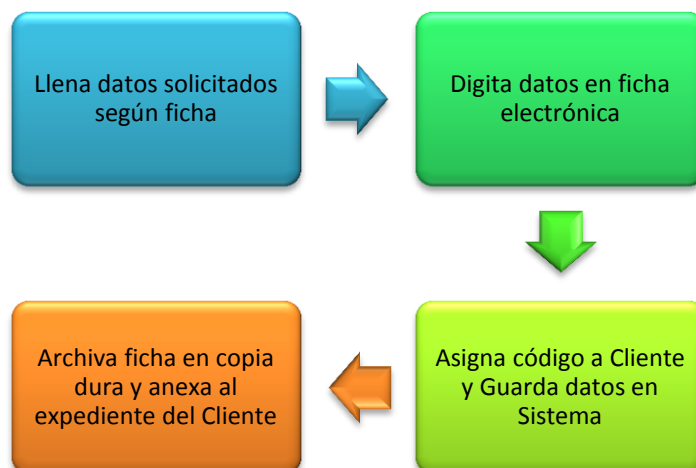 Llena datos solicitados
según ficha
Digita datos en ficha
electrónica
Asigna código a Cliente
y Guarda datos en
Sistema
Archiva ficha en copia
dura y anexa al
expediente del Cliente